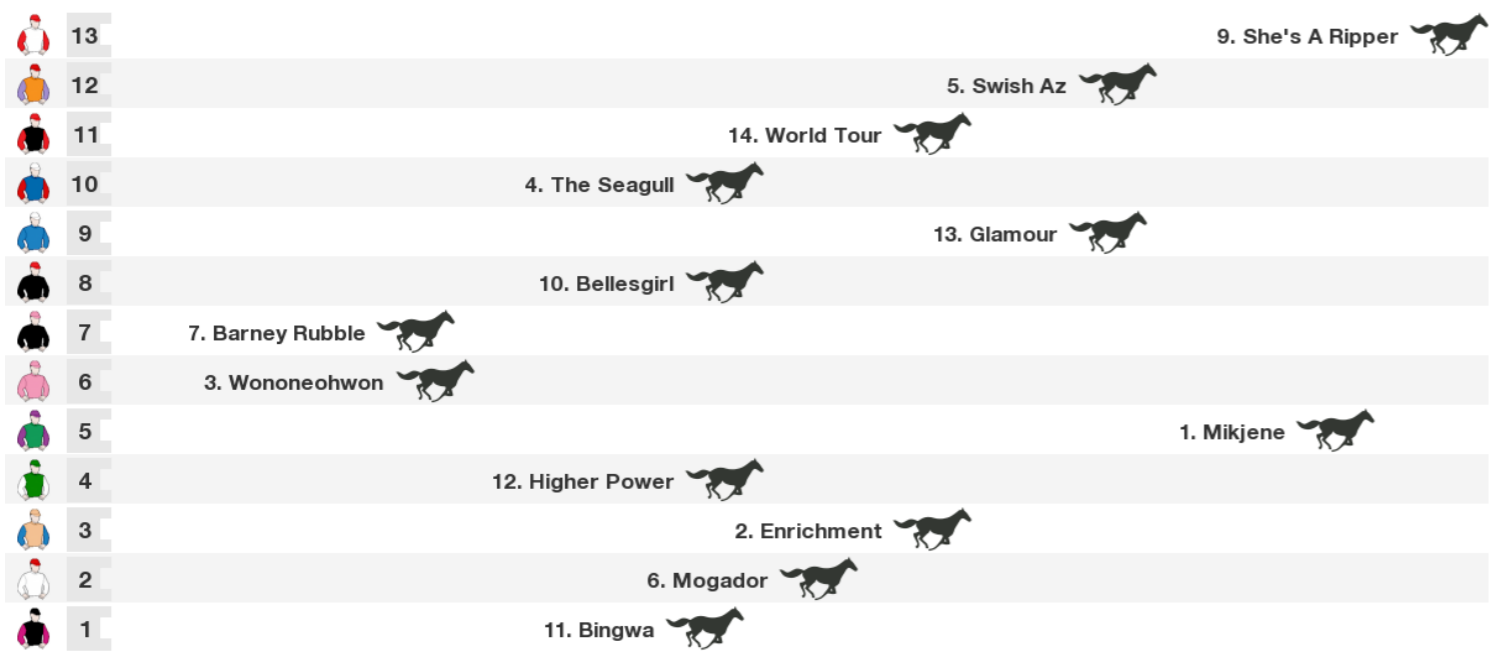 13 9. She's A Ripper
12 5. Swish Az
11 14. World Tour
10 4. The Seagull
9 13. Glamour
8 10. Bellesgirl
7 7. Barney Rubble
6 3. Wononeohwon
5 1. Mikjene
4 12. Higher Power
3 2. Enrichment
2 6. Mogador
1 11. Bingwa